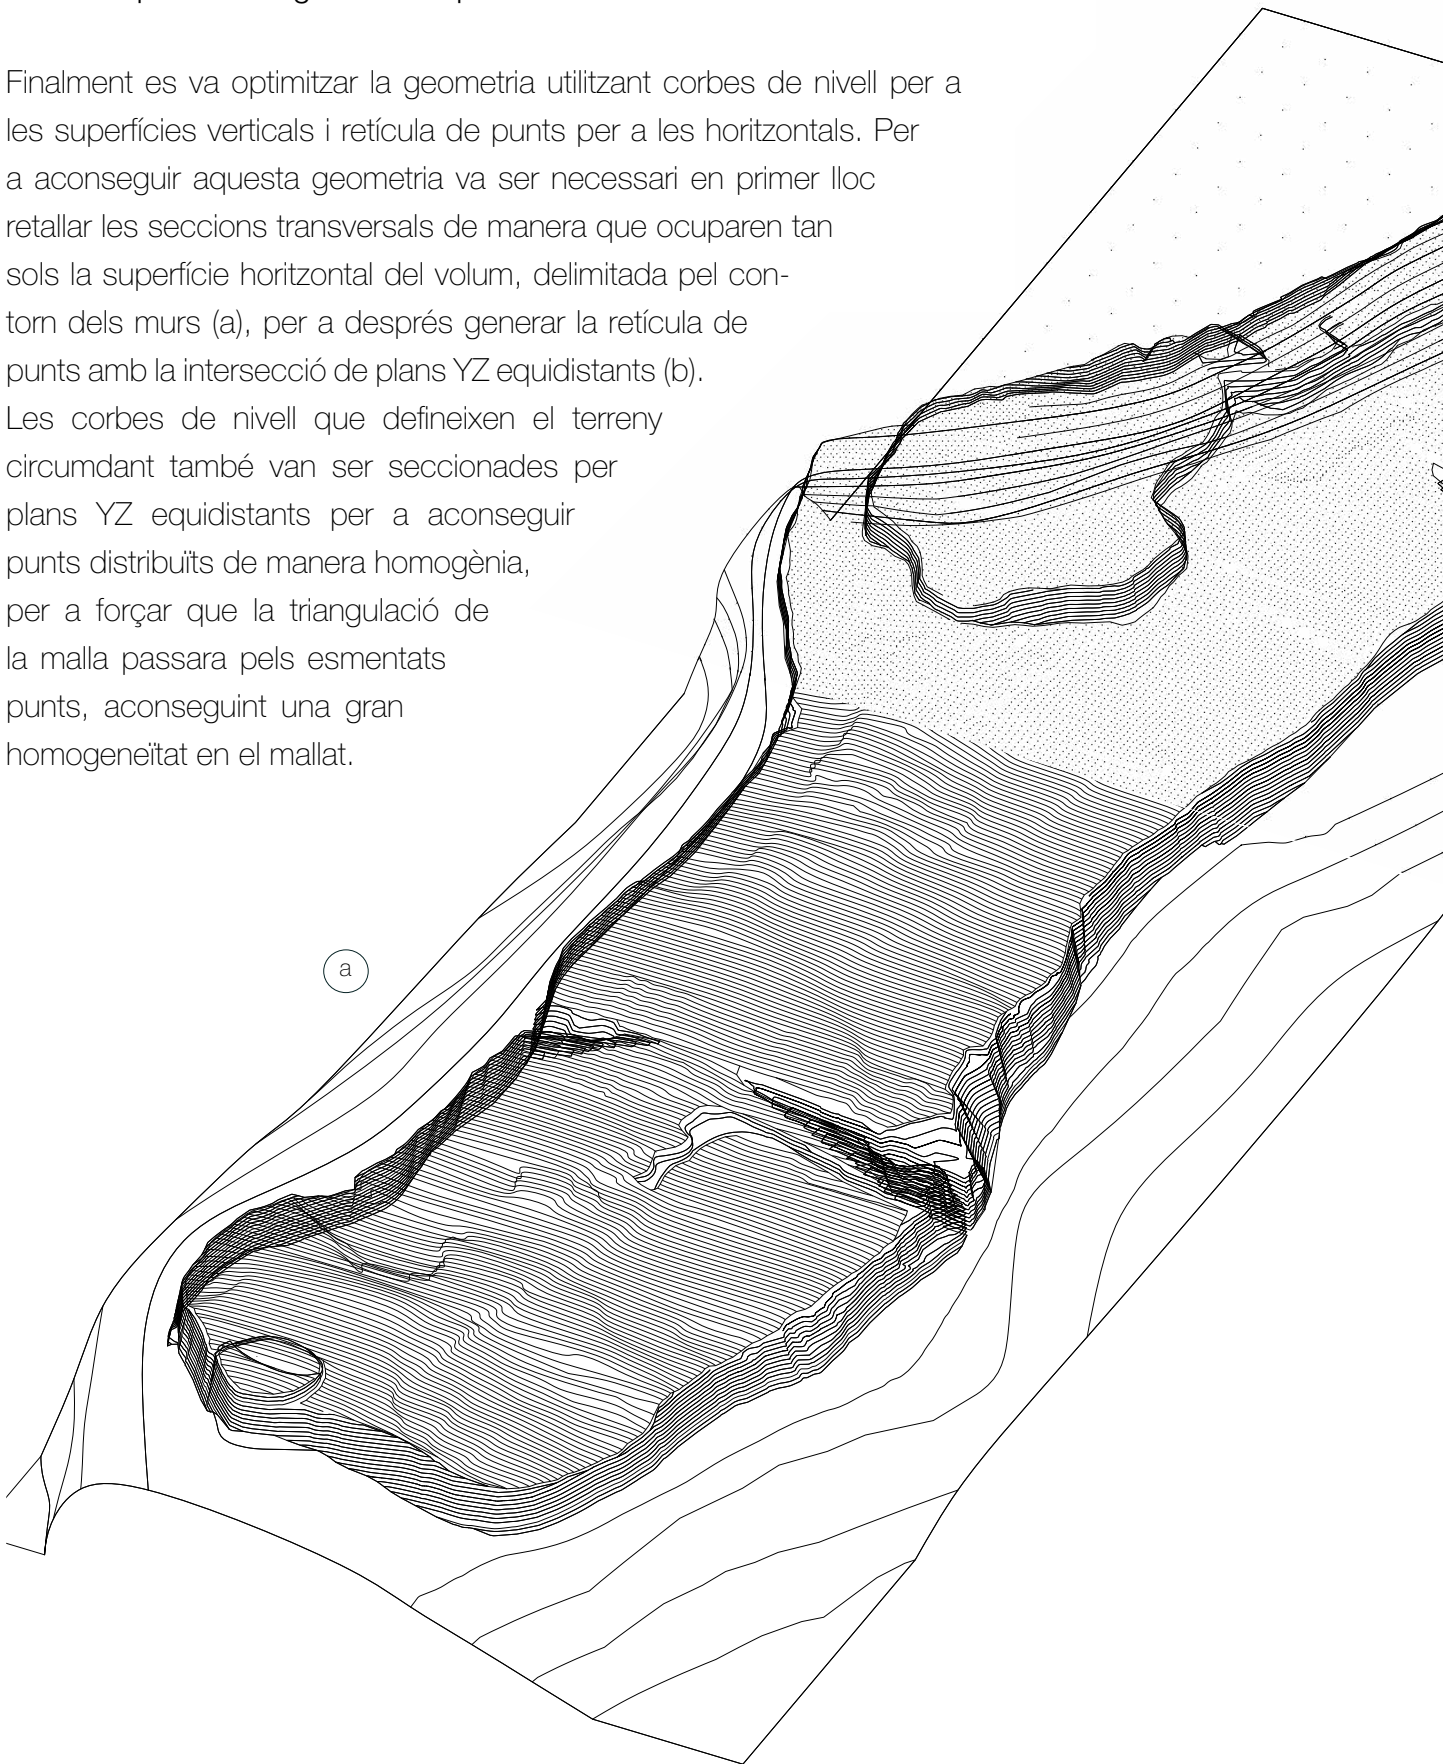 Finalment es va optimitzar la geometria utilitzant corbes de nivell per a
les superfícies verticals i retícula de punts per a les horitzontals. Per
a aconseguir aquesta geometria va ser necessari en primer lloc
retallar les seccions transversals de manera que ocuparen tan
sols la superfície horitzontal del volum, delimitada pel con-
torn dels murs (a), per a després generar la retícula de
punts amb la intersecció de plans YZ equidistants (b).
Les corbes de nivell que defineixen el terreny
circumdant també van ser seccionades per
plans YZ equidistants per a aconseguir
punts distribuïts de manera homogènia,
per a forçar que la triangulació de
la malla passara pels esmentats
punts, aconseguint una gran
homogeneïtat en el mallat.
a